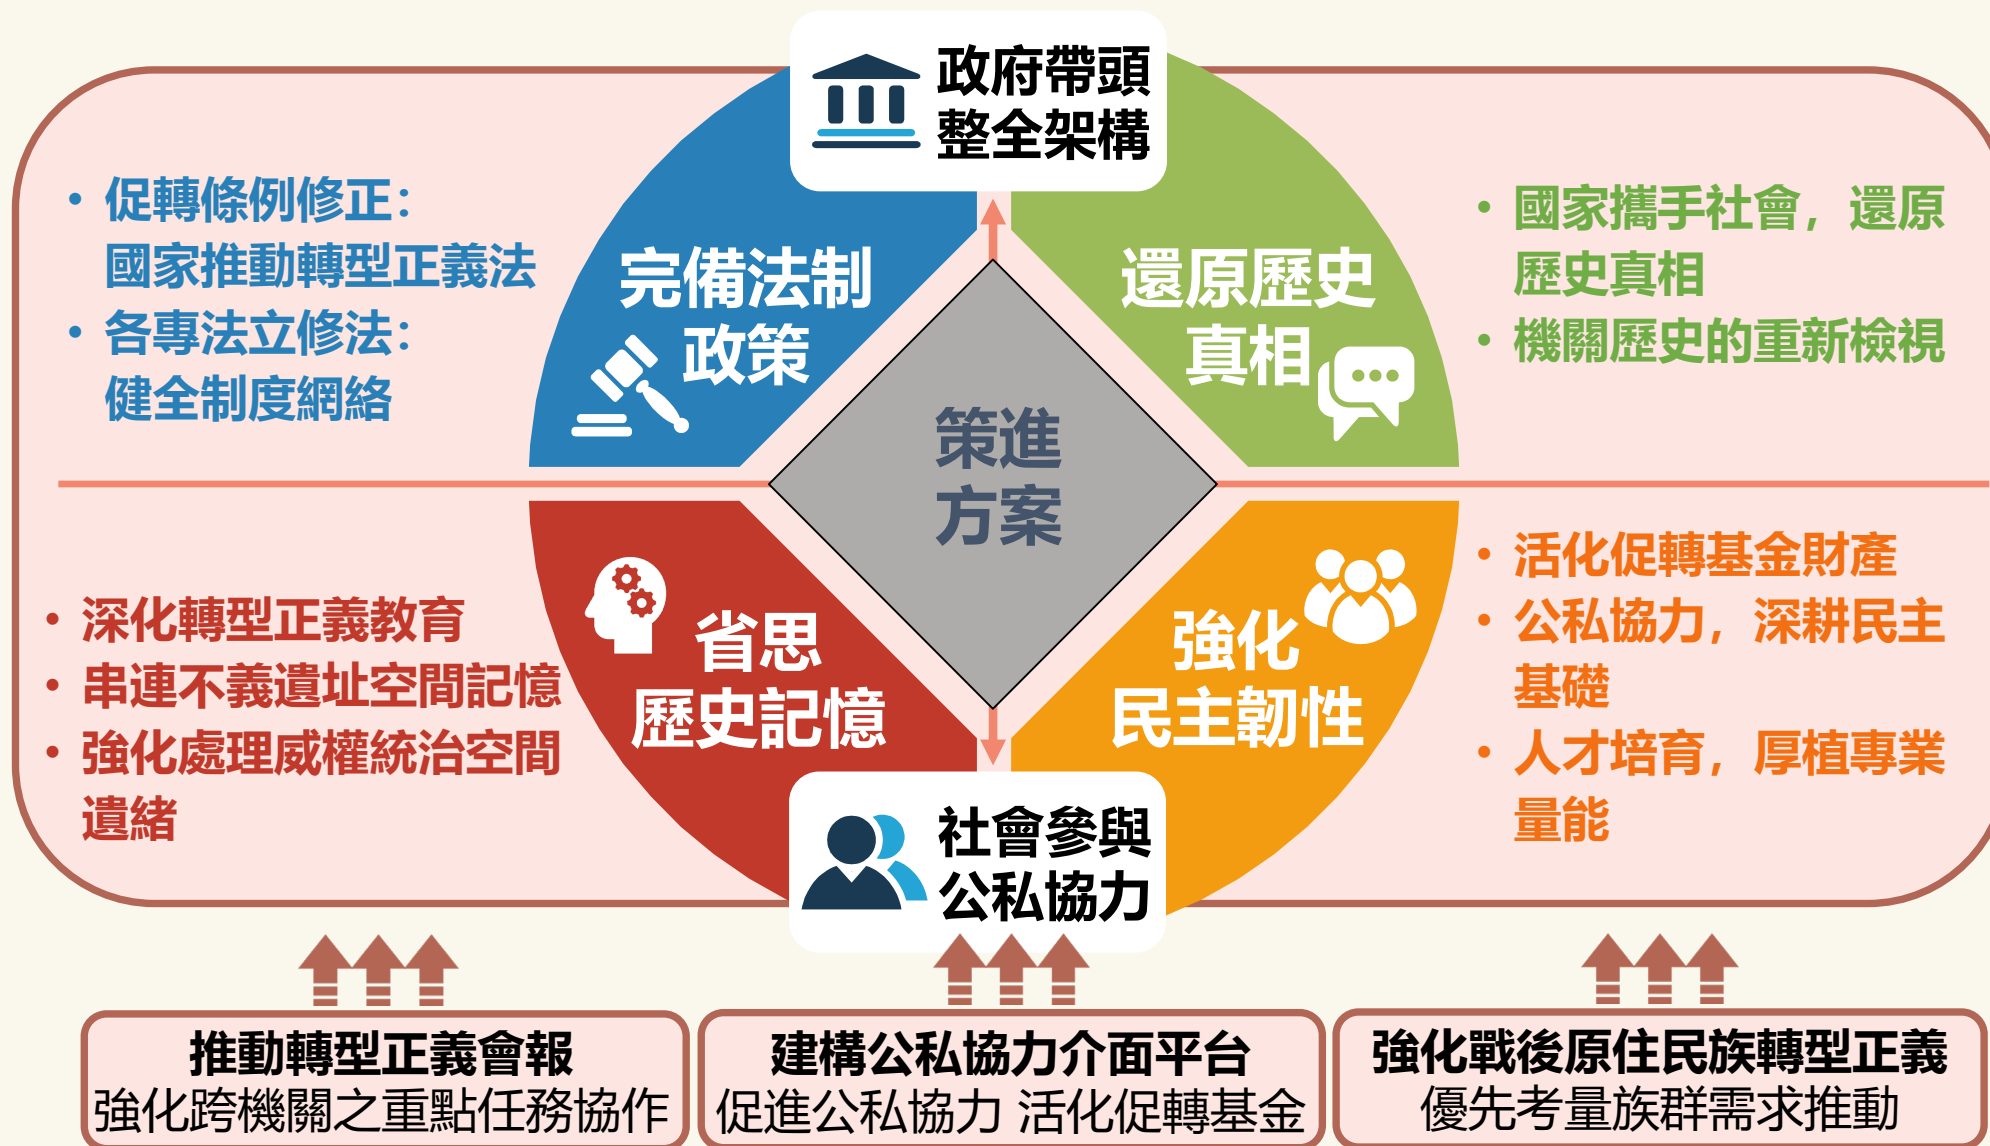 政府帶頭
整全架構
• 促轉條例修正：
國家推動轉型正義法
• 各專法立修法：
健全制度網絡
完備法制
政策
還原歷史
真相
• 國家攜手社會，還原
歷史真相
• 機關歷史的重新檢視
策進
方案
• 深化轉型正義教育
• 串連不義遺址空間記憶
• 強化處理威權統治空間
遺緒
省思
歷史記憶
強化
民主韌性
• 活化促轉基金財產
• 公私協力，深耕民主
基礎
• 人才培育，厚植專業
量能
社會參與
公私協力
推動轉型正義會報
強化跨機關之重點任務協作
建構公私協力介面平台
促進公私協力 活化促轉基金
強化戰後原住民族轉型正義
優先考量族群需求推動